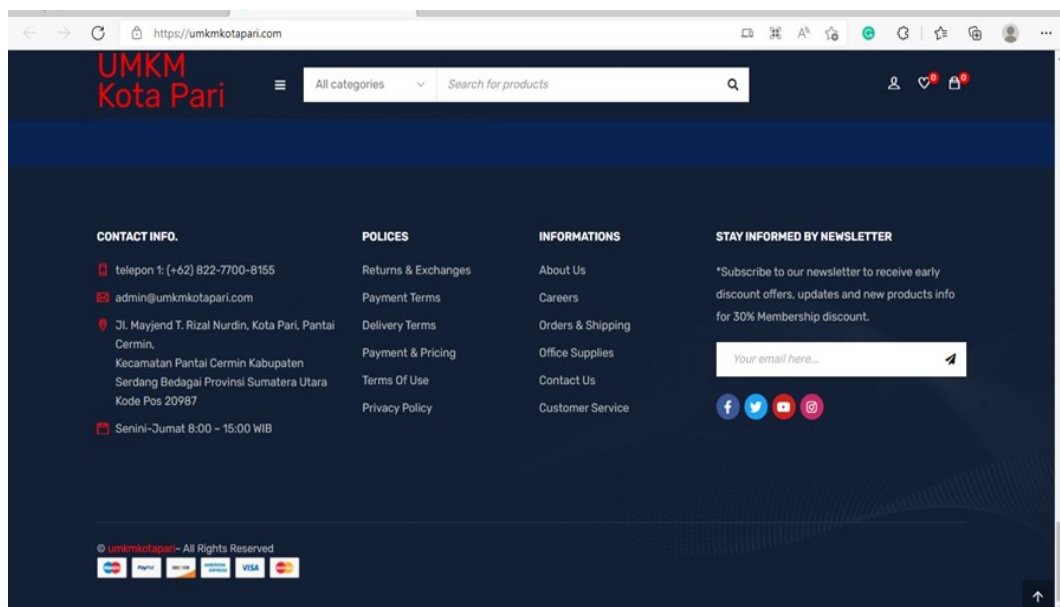 https://umkmkotapari.com
UMKM
Kota Pari
All categories
Search for products
0
0
CONTACT INFO.
telepon 1: (+62) 822-7700-8155
admin@umkmkotapari.com
Jl. Mayjend T. Rizal Nurdin, Kota Pari, Pantai
Cermin,
Kecamatan Pantai Cermin Kabupaten
Serdang Bedagai Provinsi Sumatera Utara
Kode Pos 20987
Senini-Jumat 8:00 – 15:00 WIB
POLICES
Returns & Exchanges
Payment Terms
Delivery Terms
Payment & Pricing
Terms Of Use
Privacy Policy
INFORMATIONS
About Us
Careers
Orders & Shipping
Office Supplies
Contact Us
Customer Service
STAY INFORMED BY NEWSLETTER
*Subscribe to our newsletter to receive early
discount offers, updates and new products info
for 30% Membership discount.
Your email here...
© umkmkotapari– All Rights Reserved
PayPal
VISA